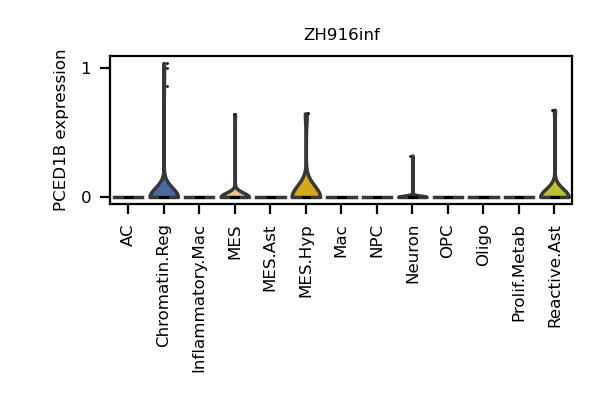 ZH916inf
PCED1B expression
1
0
AC
Chromatin.Reg
Inflammatory.Mac
MES
MES.Ast
MES.Hyp
Mac
NPC
Neuron
OPC
Oligo
Prolif.Metab
Reactive.Ast